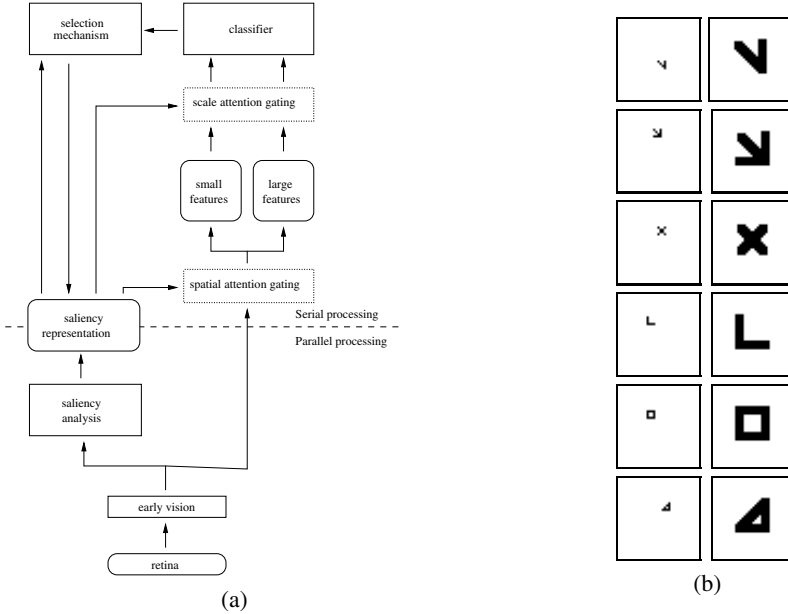 selection
mechanism
classifier
scale attention gating
small
features
large
features
spatial attention gating
saliency
representation
Serial processing
Parallel processing
saliency
analysis
early vision
retina
(a)
(b)